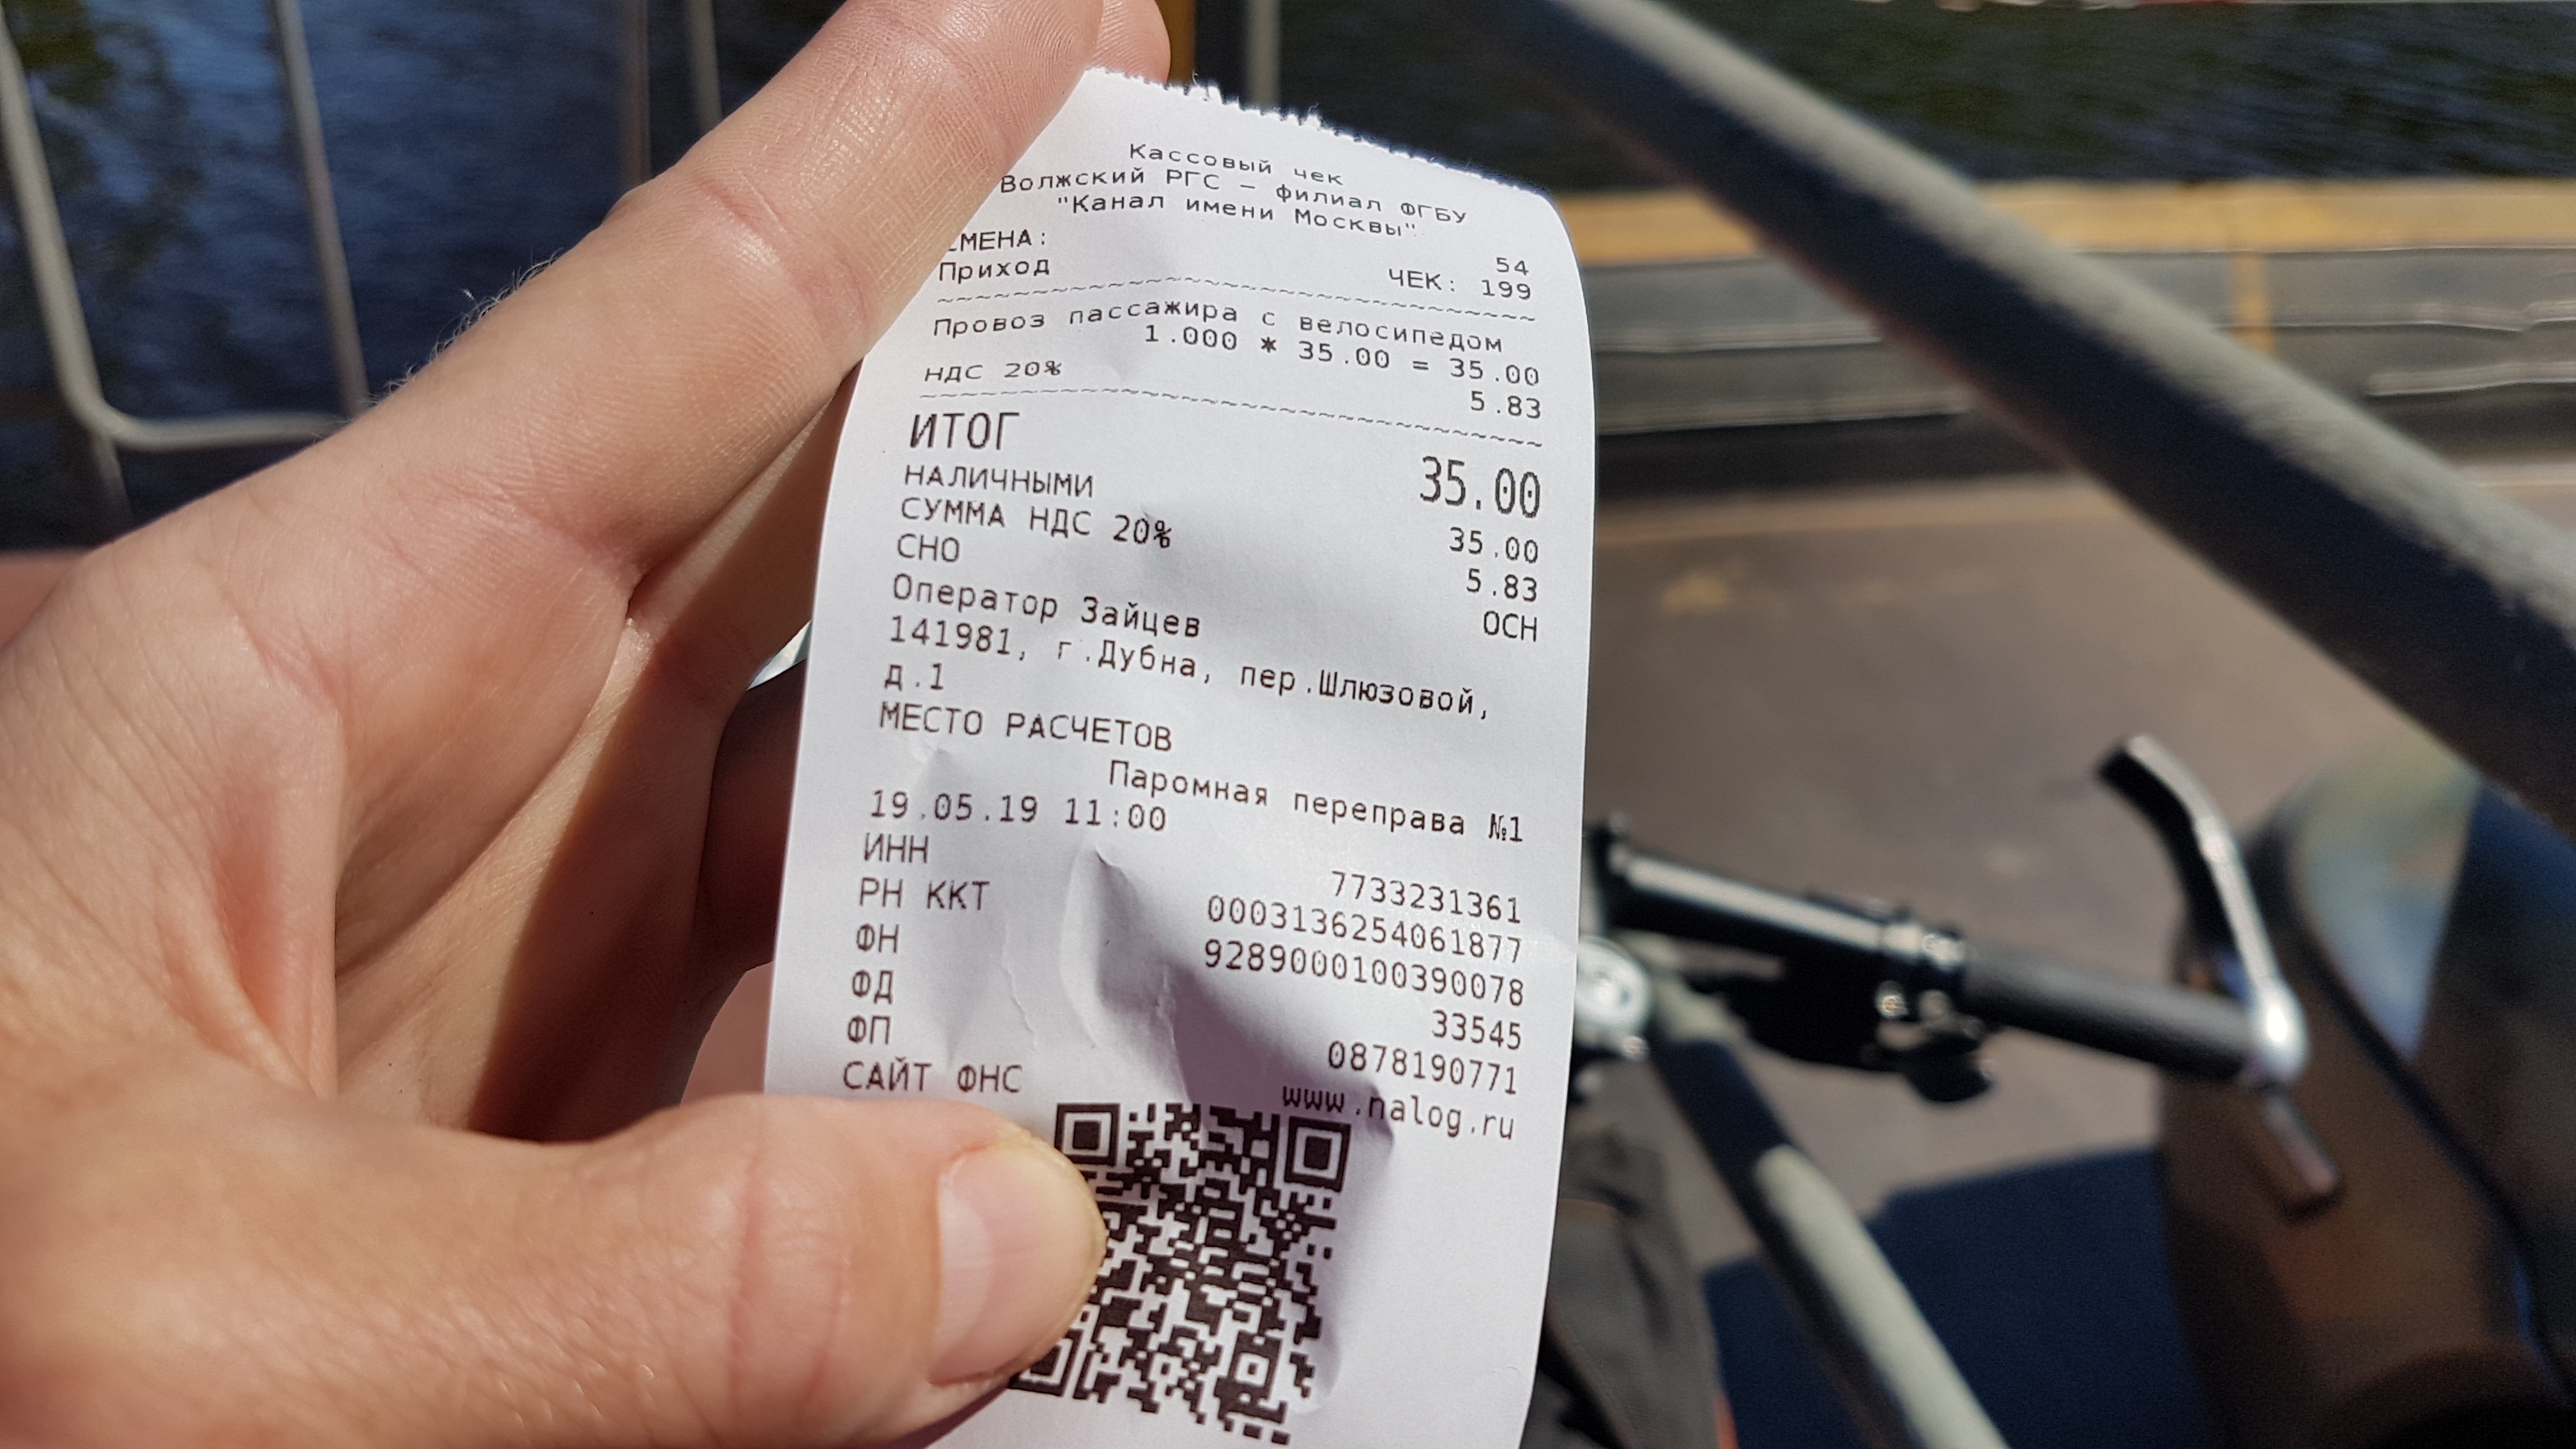 Кассовый чек
Волжский РГС – филиал ФГБУ
"Канал имени Москвы"
СМЕНА: 54
Приход ЧЕК: 199
~~~~~~~~~~~~~~~~~~~~~~~~~~~~~~~~
Провоз пассажира с велосипедом
1.000 * 35.00 = 35.00
НДС 20% 5.83
~~~~~~~~~~~~~~~~~~~~~~~~~~~~~~~~
ИТОГ 35.00
НАЛИЧНЫМИ 35.00
СУММА НДС 20% 5.83
СНО ОСН
Оператор Зайцев
141981, г.Дубна, пер.Шлюзовой,
д.1
МЕСТО РАСЧЕТОВ
Паромная переправа №1
19.05.19 11:00
ИНН 7733231361
РН ККТ 0003136254061877
ФН 9289000100390078
ФД 33545
ФП 0878190771
САЙТ ФНС www.nalog.ru